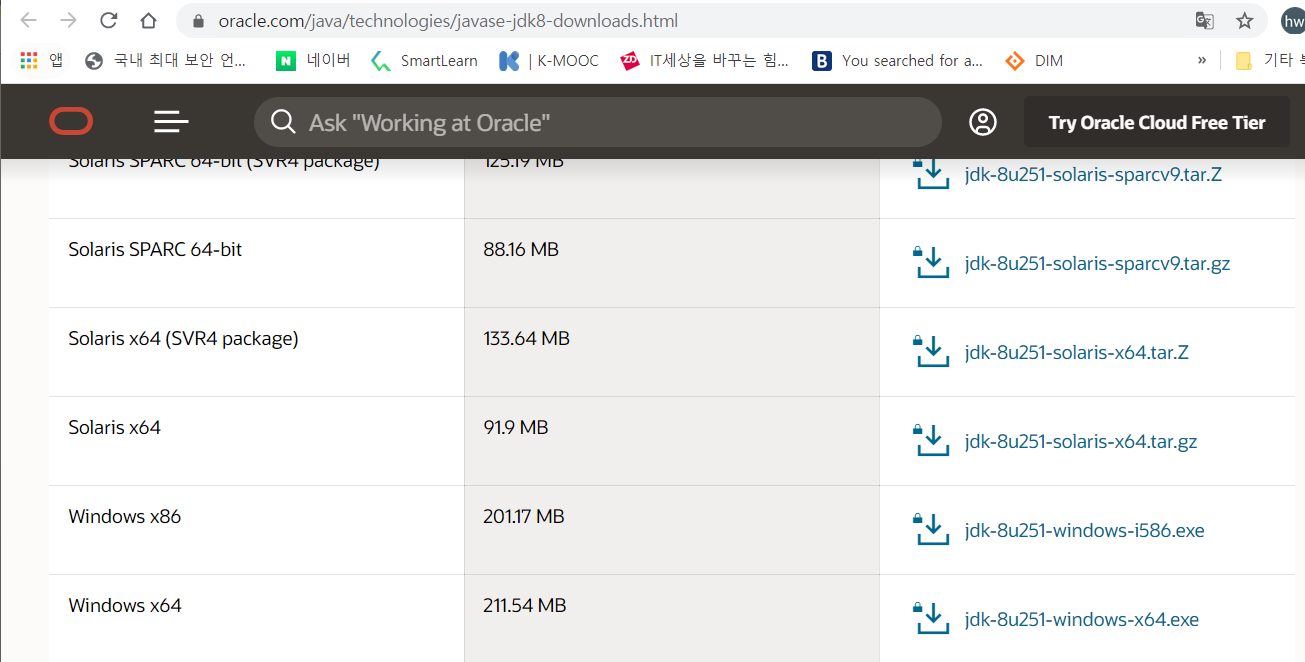 oracle.com/java/technologies/javase-jdk8-downloads.html
hw
앱 국내 최대 보안 언... N 네이버 SmartLearn | K-MOOC ZD IT세상을 바꾸는 힘... B You searched for a... DIM » 기타
Ask "Working at Oracle" Try Oracle Cloud Free Tier
Solaris SPARC 64-bit (SVR4 package) 125.19 MB jdk-8u251-solaris-sparcv9.tar.Z
Solaris SPARC 64-bit 88.16 MB jdk-8u251-solaris-sparcv9.tar.gz
Solaris x64 (SVR4 package) 133.64 MB jdk-8u251-solaris-x64.tar.Z
Solaris x64 91.9 MB jdk-8u251-solaris-x64.tar.gz
Windows x86 201.17 MB jdk-8u251-windows-i586.exe
Windows x64 211.54 MB jdk-8u251-windows-x64.exe